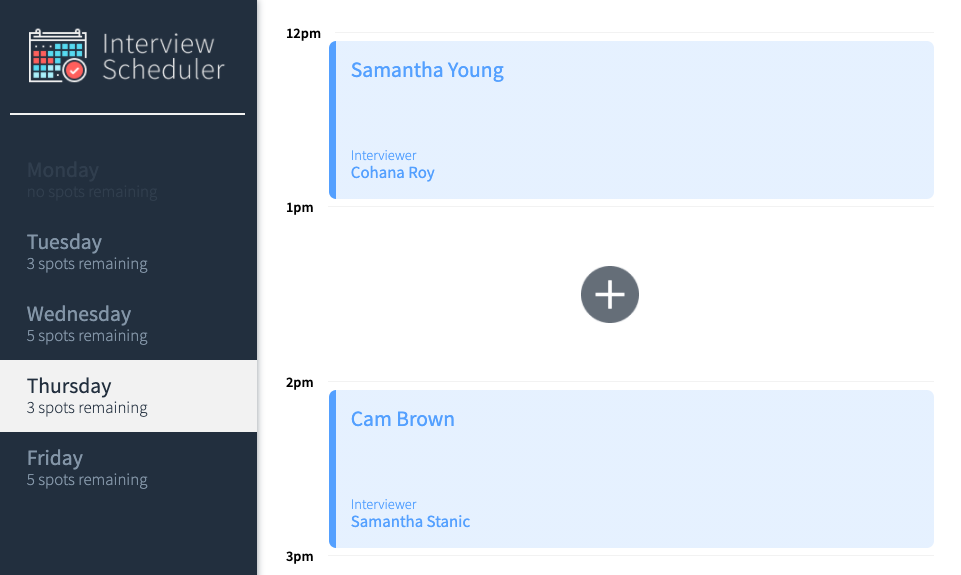 Interview
Scheduler
Monday
no spots remaining
Tuesday
3 spots remaining
Wednesday
5 spots remaining
Thursday
3 spots remaining
Friday
5 spots remaining
12pm
Samantha Young
Interviewer
Cohana Roy
1pm
2pm
Cam Brown
Interviewer
Samantha Stanic
3pm